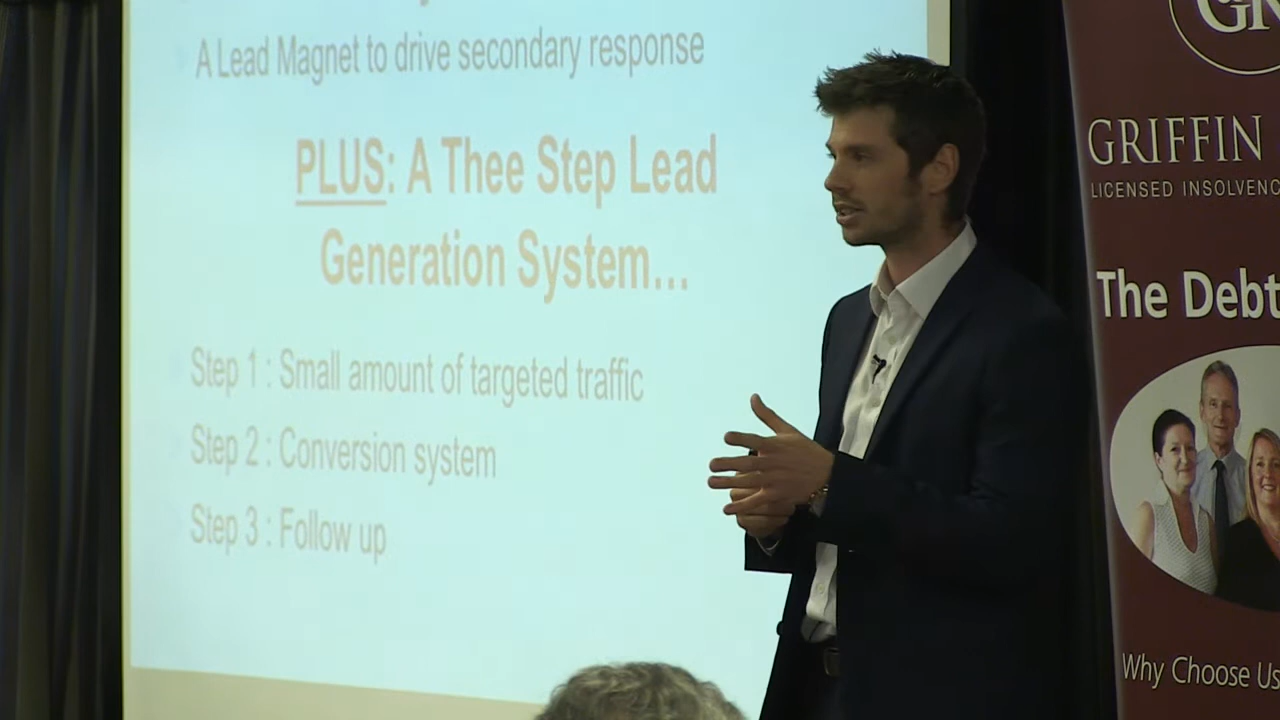 A Lead Magnet to drive secondary response
PLUS: A Thee Step Lead
Generation System...
Step 1 : Small amount of targeted traffic
Step 2 : Conversion system
Step 3 : Follow up
GRIFFIN
LICENSED
The Debt
Why Choose Us